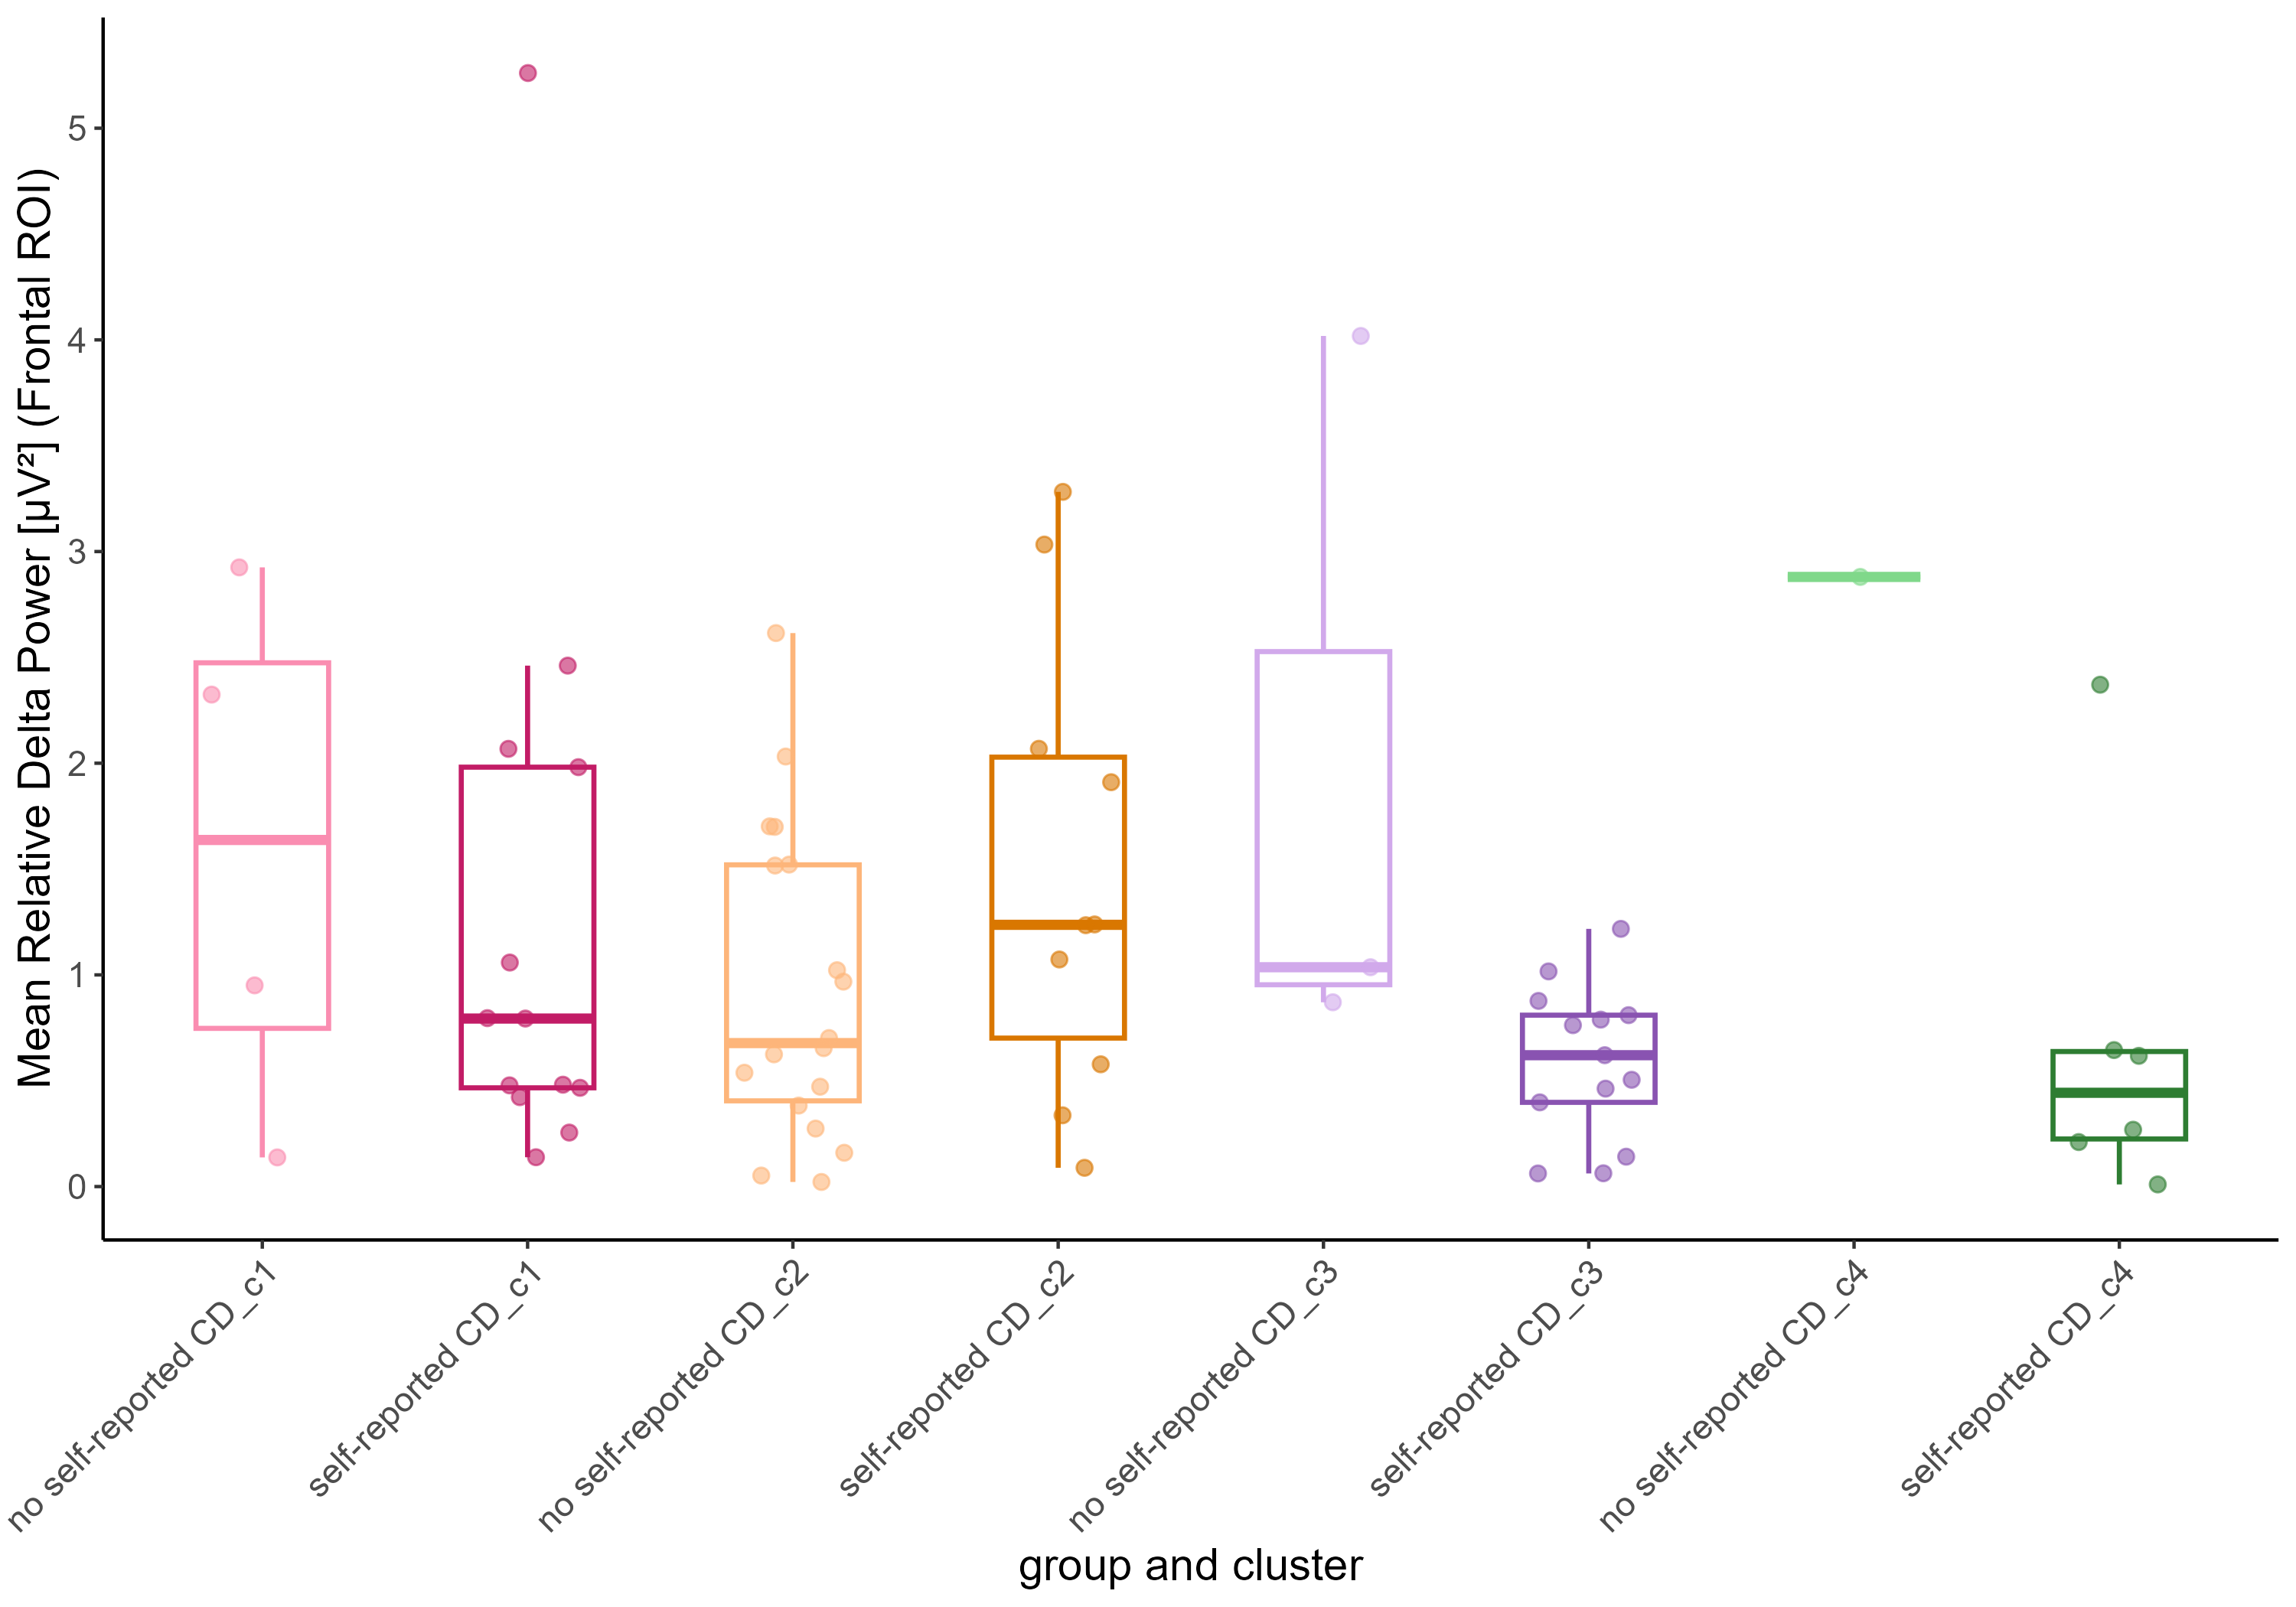 Mean Relative Delta Power [µV²] (Frontal ROI)
5
4
3
2
1
0
no self-reported CD_c1
self-reported CD_c1
no self-reported CD_c2
self-reported CD_c2
no self-reported CD_c3
self-reported CD_c3
no self-reported CD_c4
self-reported CD_c4
group and cluster